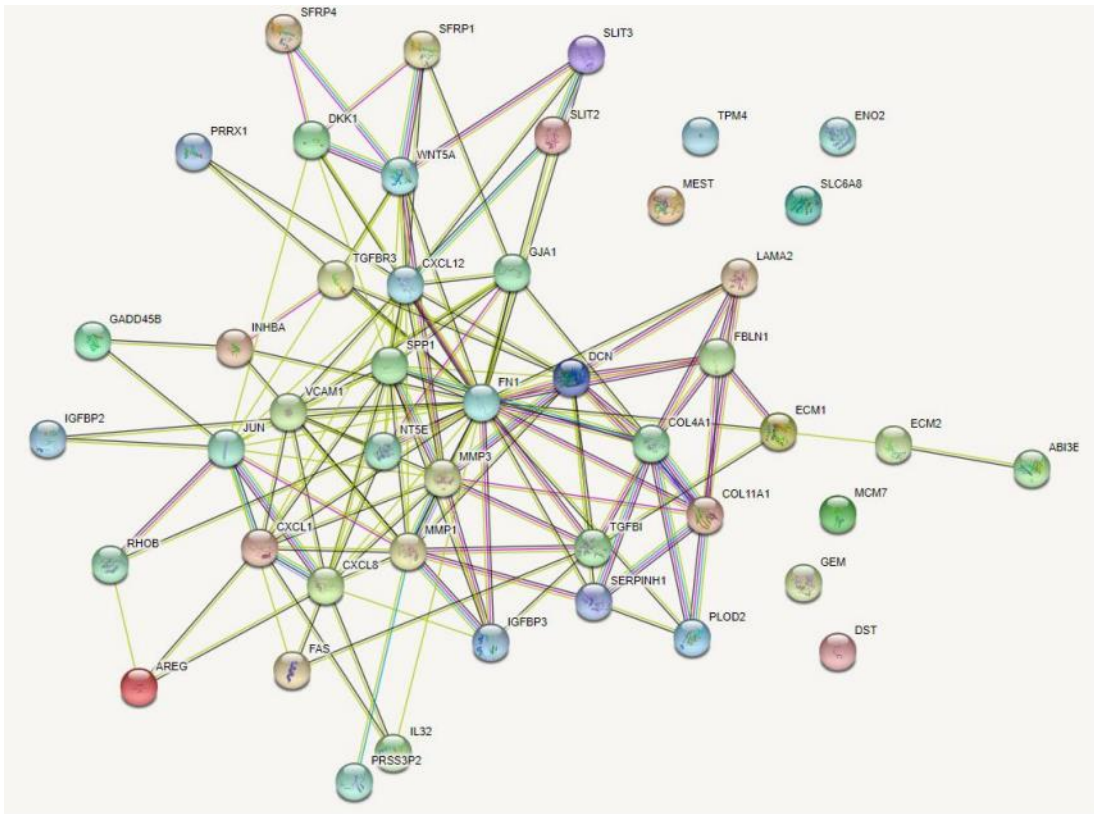 SFRP4
SFRP1
SLIT3
SLIT2
TPM4
ENO2
DKK1
PRRX1
WNT5A
MEST
SLC6A8
GJA1
TGFBR3
CXCL12
LAMA2
GADD45B
INHBA
FBLN1
SPP1
DCN
FN1
VCAM1
IGFBP2
JUN
NT5E
COL4A1
ECM1
ECM2
ABI3E
MMP3
COL11A1
MCM7
CXCL1
MMP1
TGFBI
RHOB
CXCL8
SERPINH1
GEM
IGFBP3
PLOD2
DST
FAS
AREG
IL32
PRSS3P2